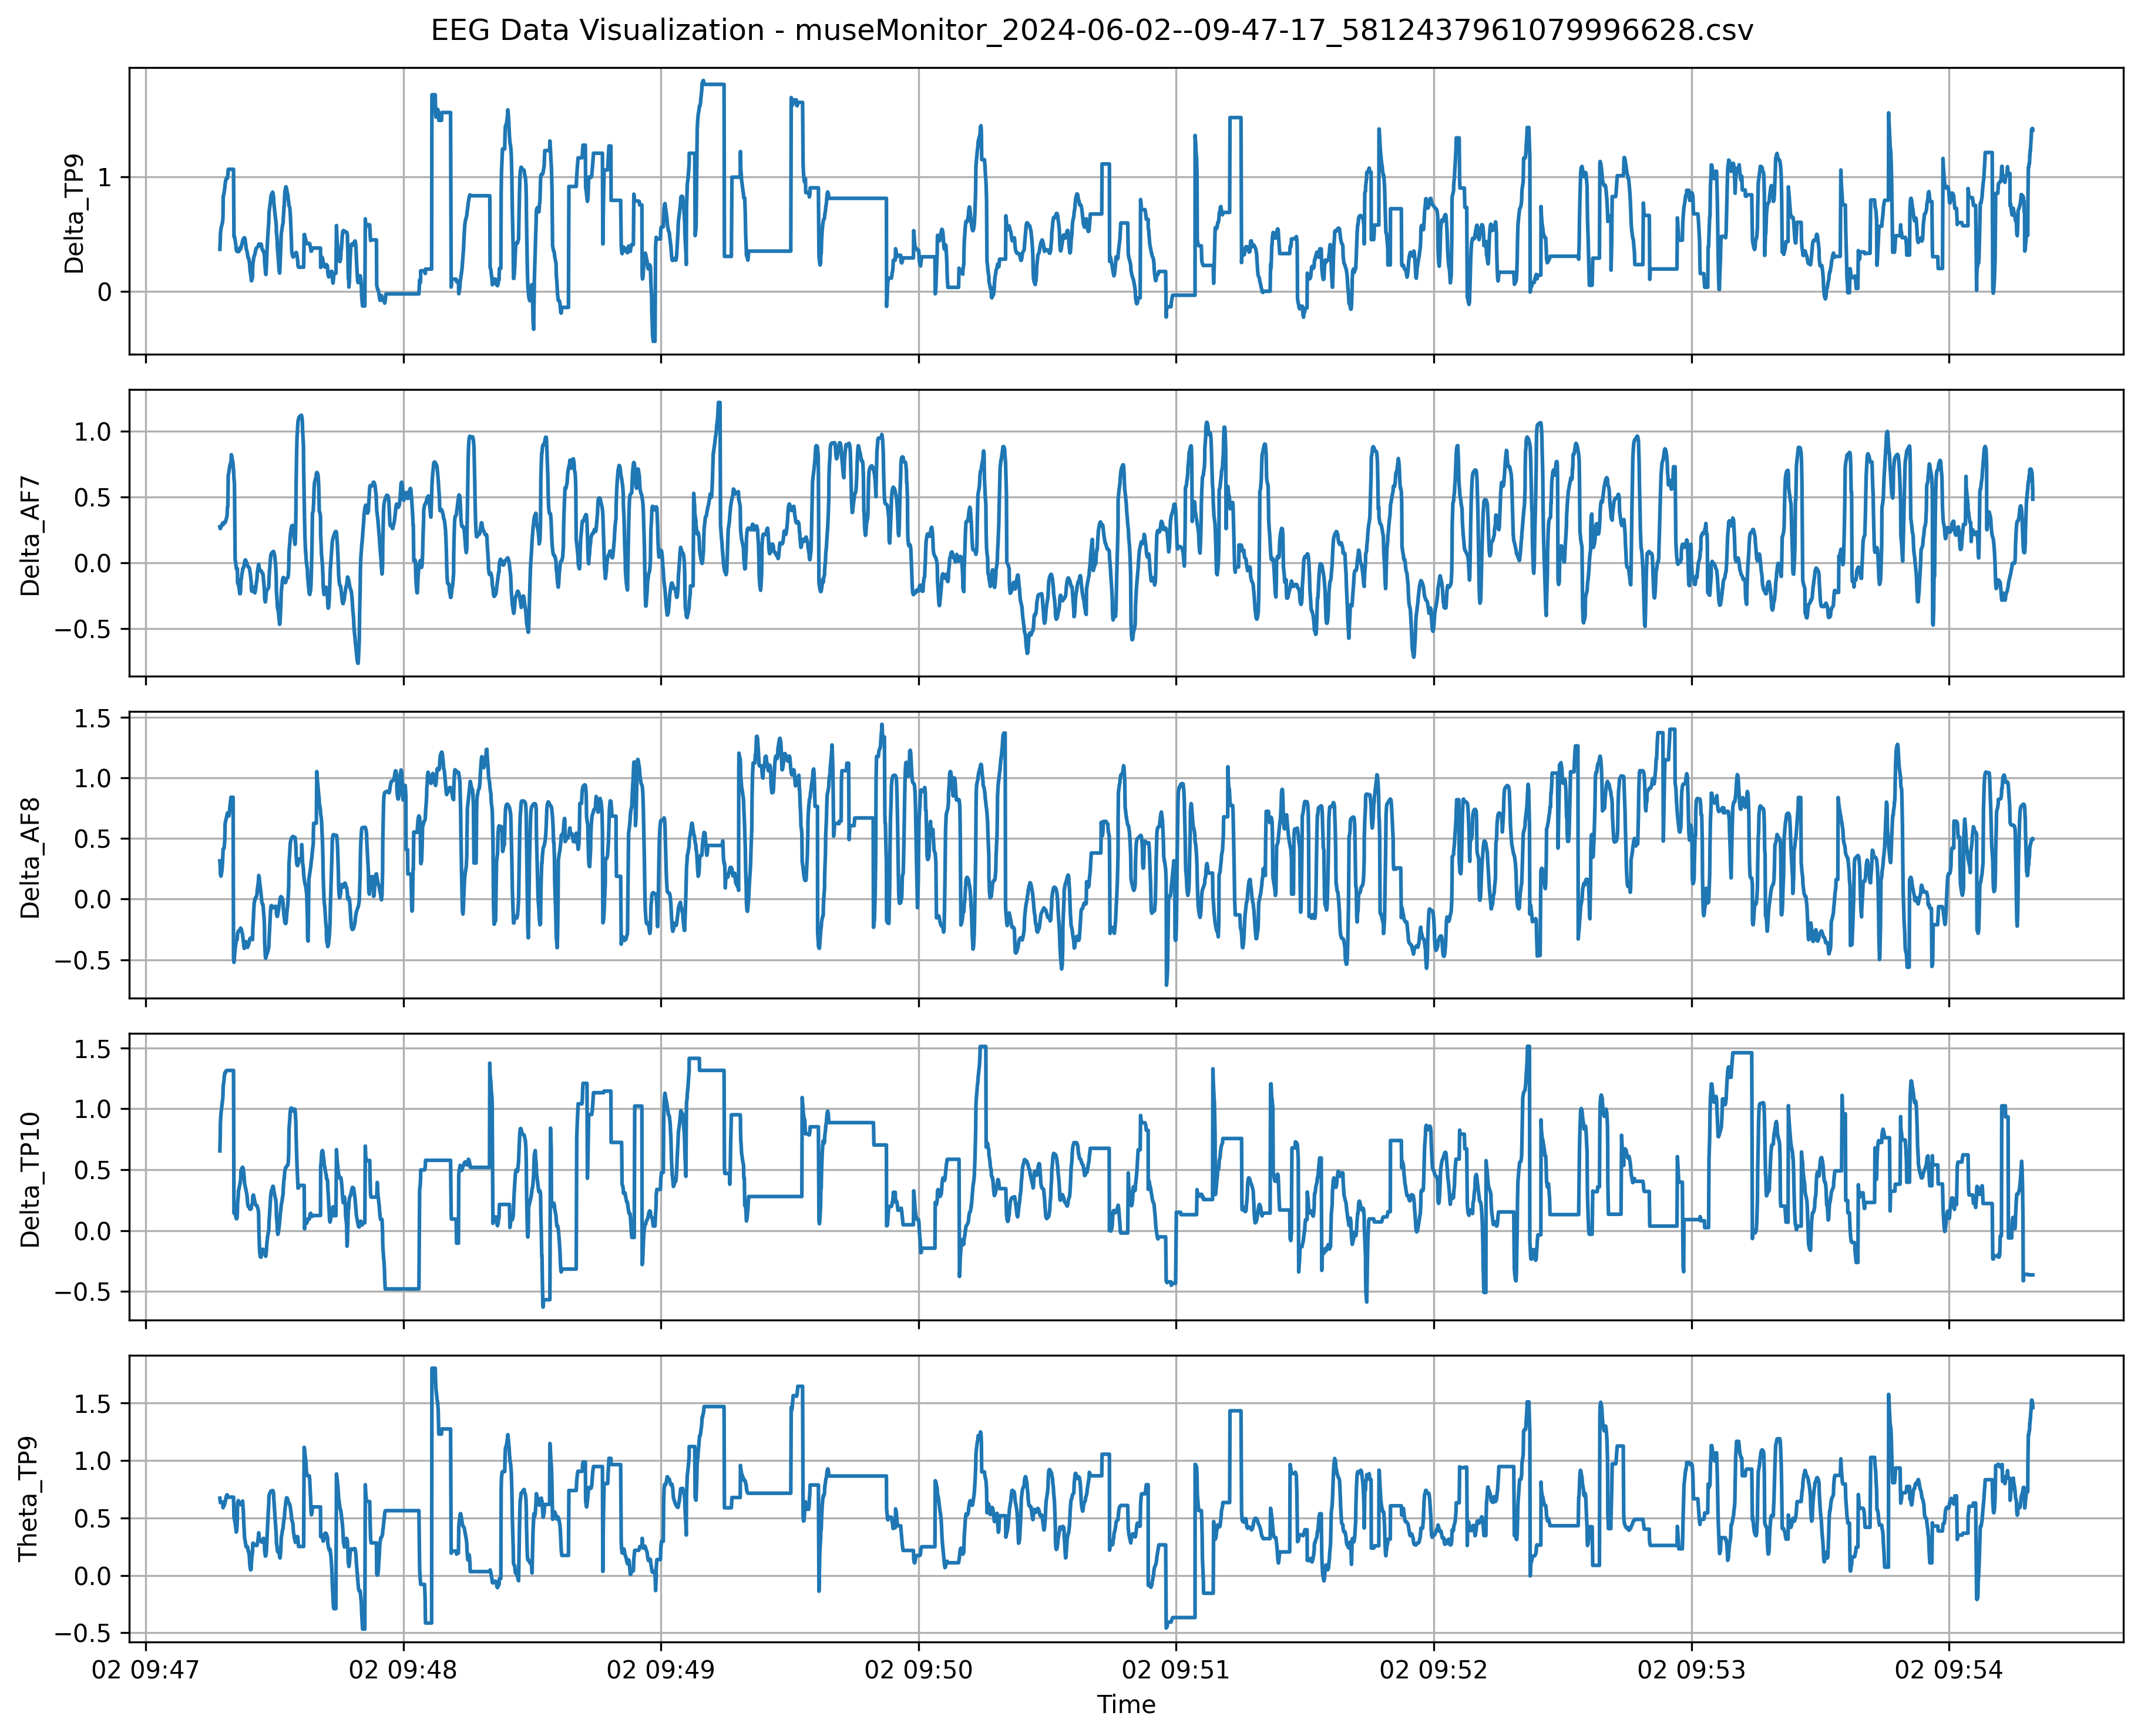 EEG Data Visualization - museMonitor_2024-06-02--09-47-17_5812437961079996628.csv
Delta_TP9
1
0
Delta_AF7
1.0
0.5
0.0
−0.5
Delta_AF8
1.5
1.0
0.5
0.0
−0.5
Delta_TP10
1.5
1.0
0.5
0.0
−0.5
Theta_TP9
1.5
1.0
0.5
0.0
−0.5
02 09:47 02 09:48 02 09:49 02 09:50 02 09:51 02 09:52 02 09:53 02 09:54
Time